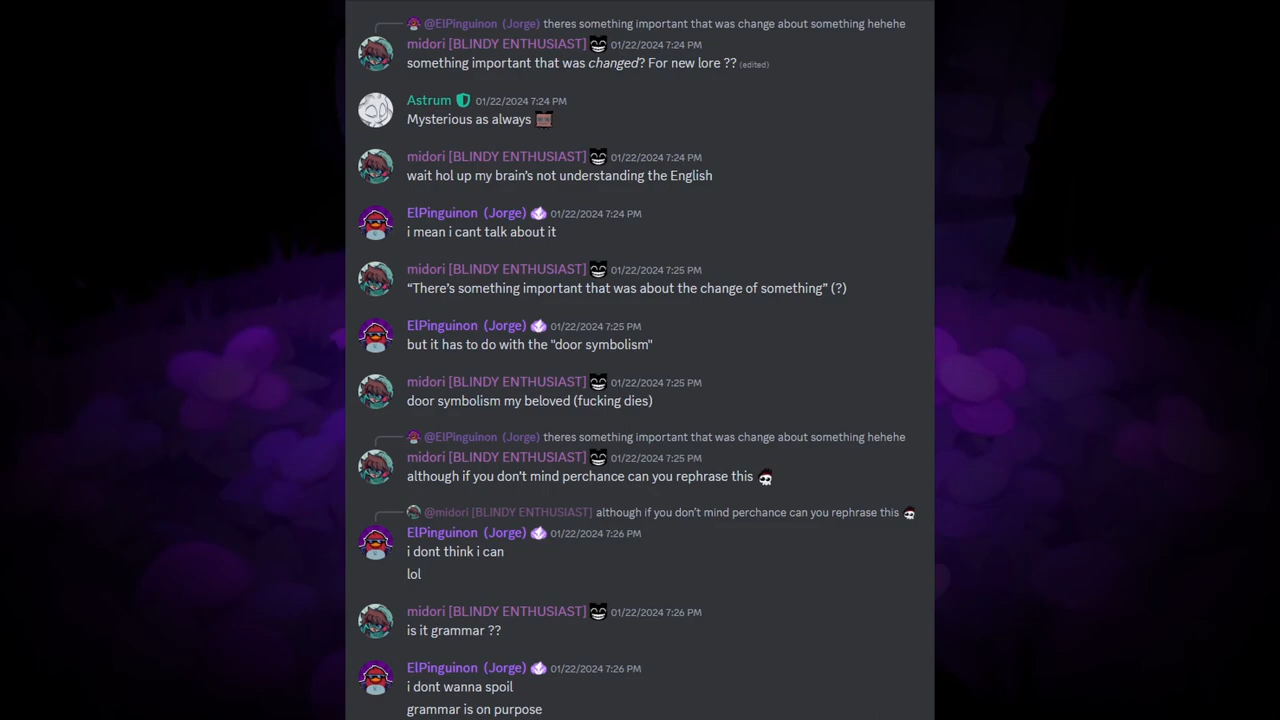 @ElPinguinon (Jorge) theres something important that was change about something hehehe
midori [BLINDY ENTHUSIAST] 01/22/2024 7:24 PM
something important that was changed? For new lore ?? (edited)
Astrum 01/22/2024 7:24 PM
Mysterious as always
midori [BLINDY ENTHUSIAST] 01/22/2024 7:24 PM
wait hol up my brain's not understanding the English
ElPinguinon (Jorge) 01/22/2024 7:24 PM
i mean i cant talk about it
midori [BLINDY ENTHUSIAST] 01/22/2024 7:25 PM
“There's something important that was about the change of something” (?)
ElPinguinon (Jorge) 01/22/2024 7:25 PM
but it has to do with the "door symbolism"
midori [BLINDY ENTHUSIAST] 01/22/2024 7:25 PM
door symbolism my beloved (fucking dies)
@ElPinguinon (Jorge) theres something important that was change about something hehehe
midori [BLINDY ENTHUSIAST] 01/22/2024 7:25 PM
although if you don't mind perchance can you rephrase this
@midori [BLINDY ENTHUSIAST] although if you don't mind perchance can you rephrase this
ElPinguinon (Jorge) 01/22/2024 7:26 PM
i dont think i can
lol
midori [BLINDY ENTHUSIAST] 01/22/2024 7:26 PM
is it grammar ??
ElPinguinon (Jorge) 01/22/2024 7:26 PM
i dont wanna spoil
grammar is on purpose